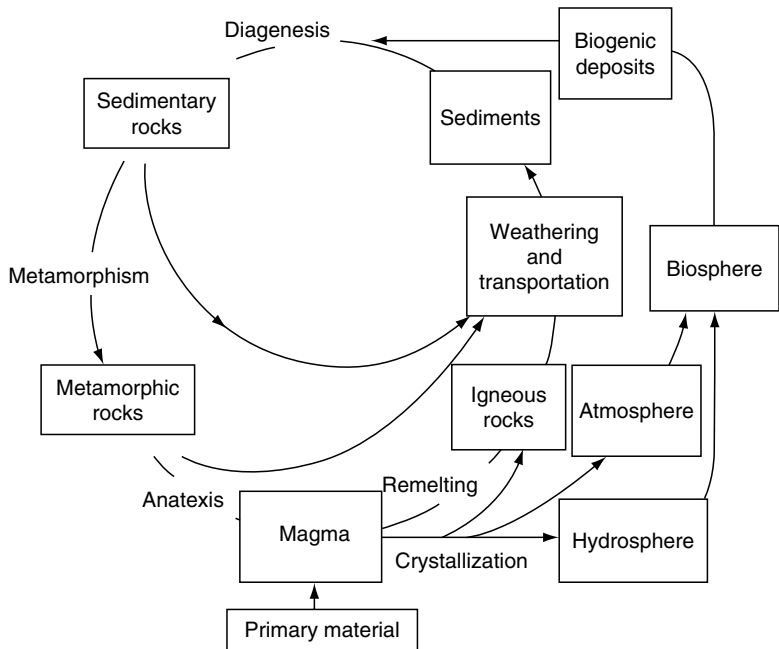 Diagenesis
Biogenic
deposits
Sedimentary
rocks
Sediments
Weathering
and
transportation
Biosphere
Metamorphism
Metamorphic
rocks
Igneous
rocks
Atmosphere
Anatexis
Remelting
Magma
Crystallization
Hydrosphere
Primary material